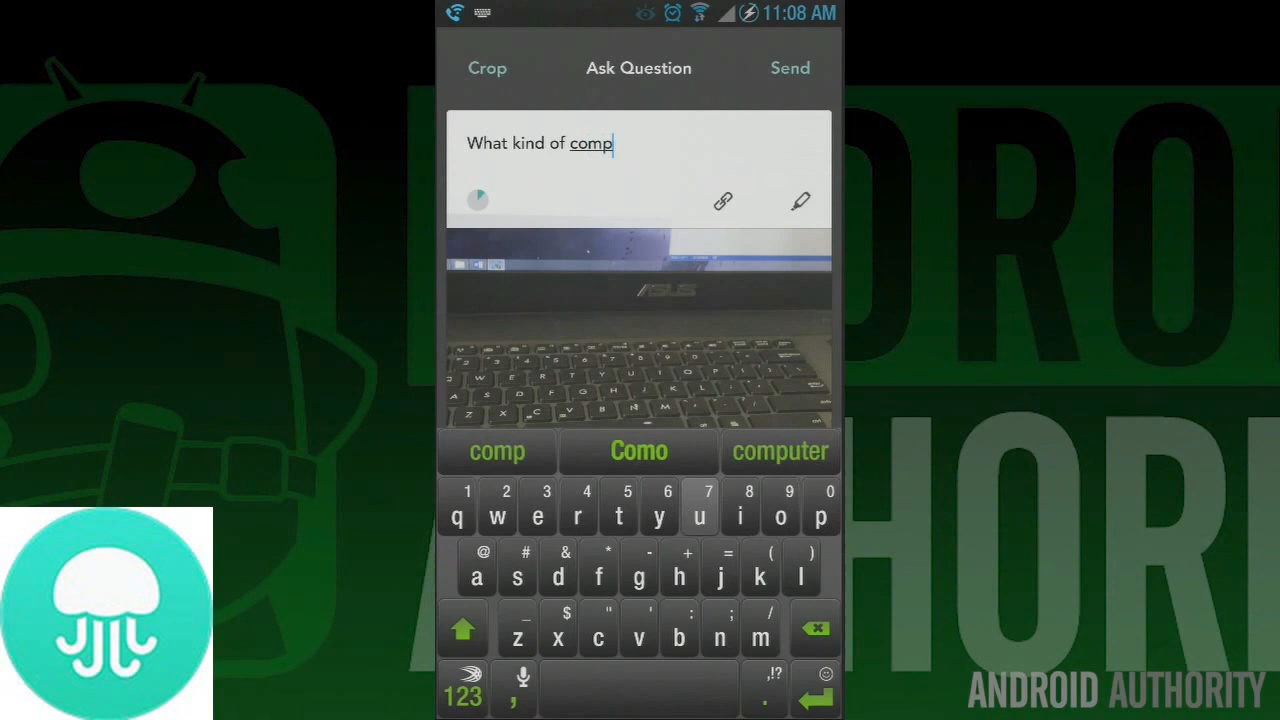 11:08 AM
Crop Ask Question Send
What kind of comp
ASUS
comp Como computer
1 2 3 4 5 6 7 8 9 0
q w e r t y u i o p
@ # & * - + = ( )
a s d f g h j k l
_ $ " ' : ; /
z x c v b n m
,!?
123 , .
ANDROID AUTHORITY